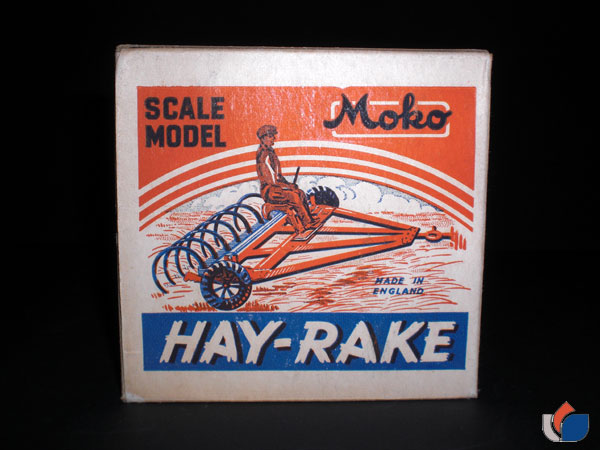 SCALE
MODEL
Moko
MADE IN
ENGLAND
HAY-RAKE